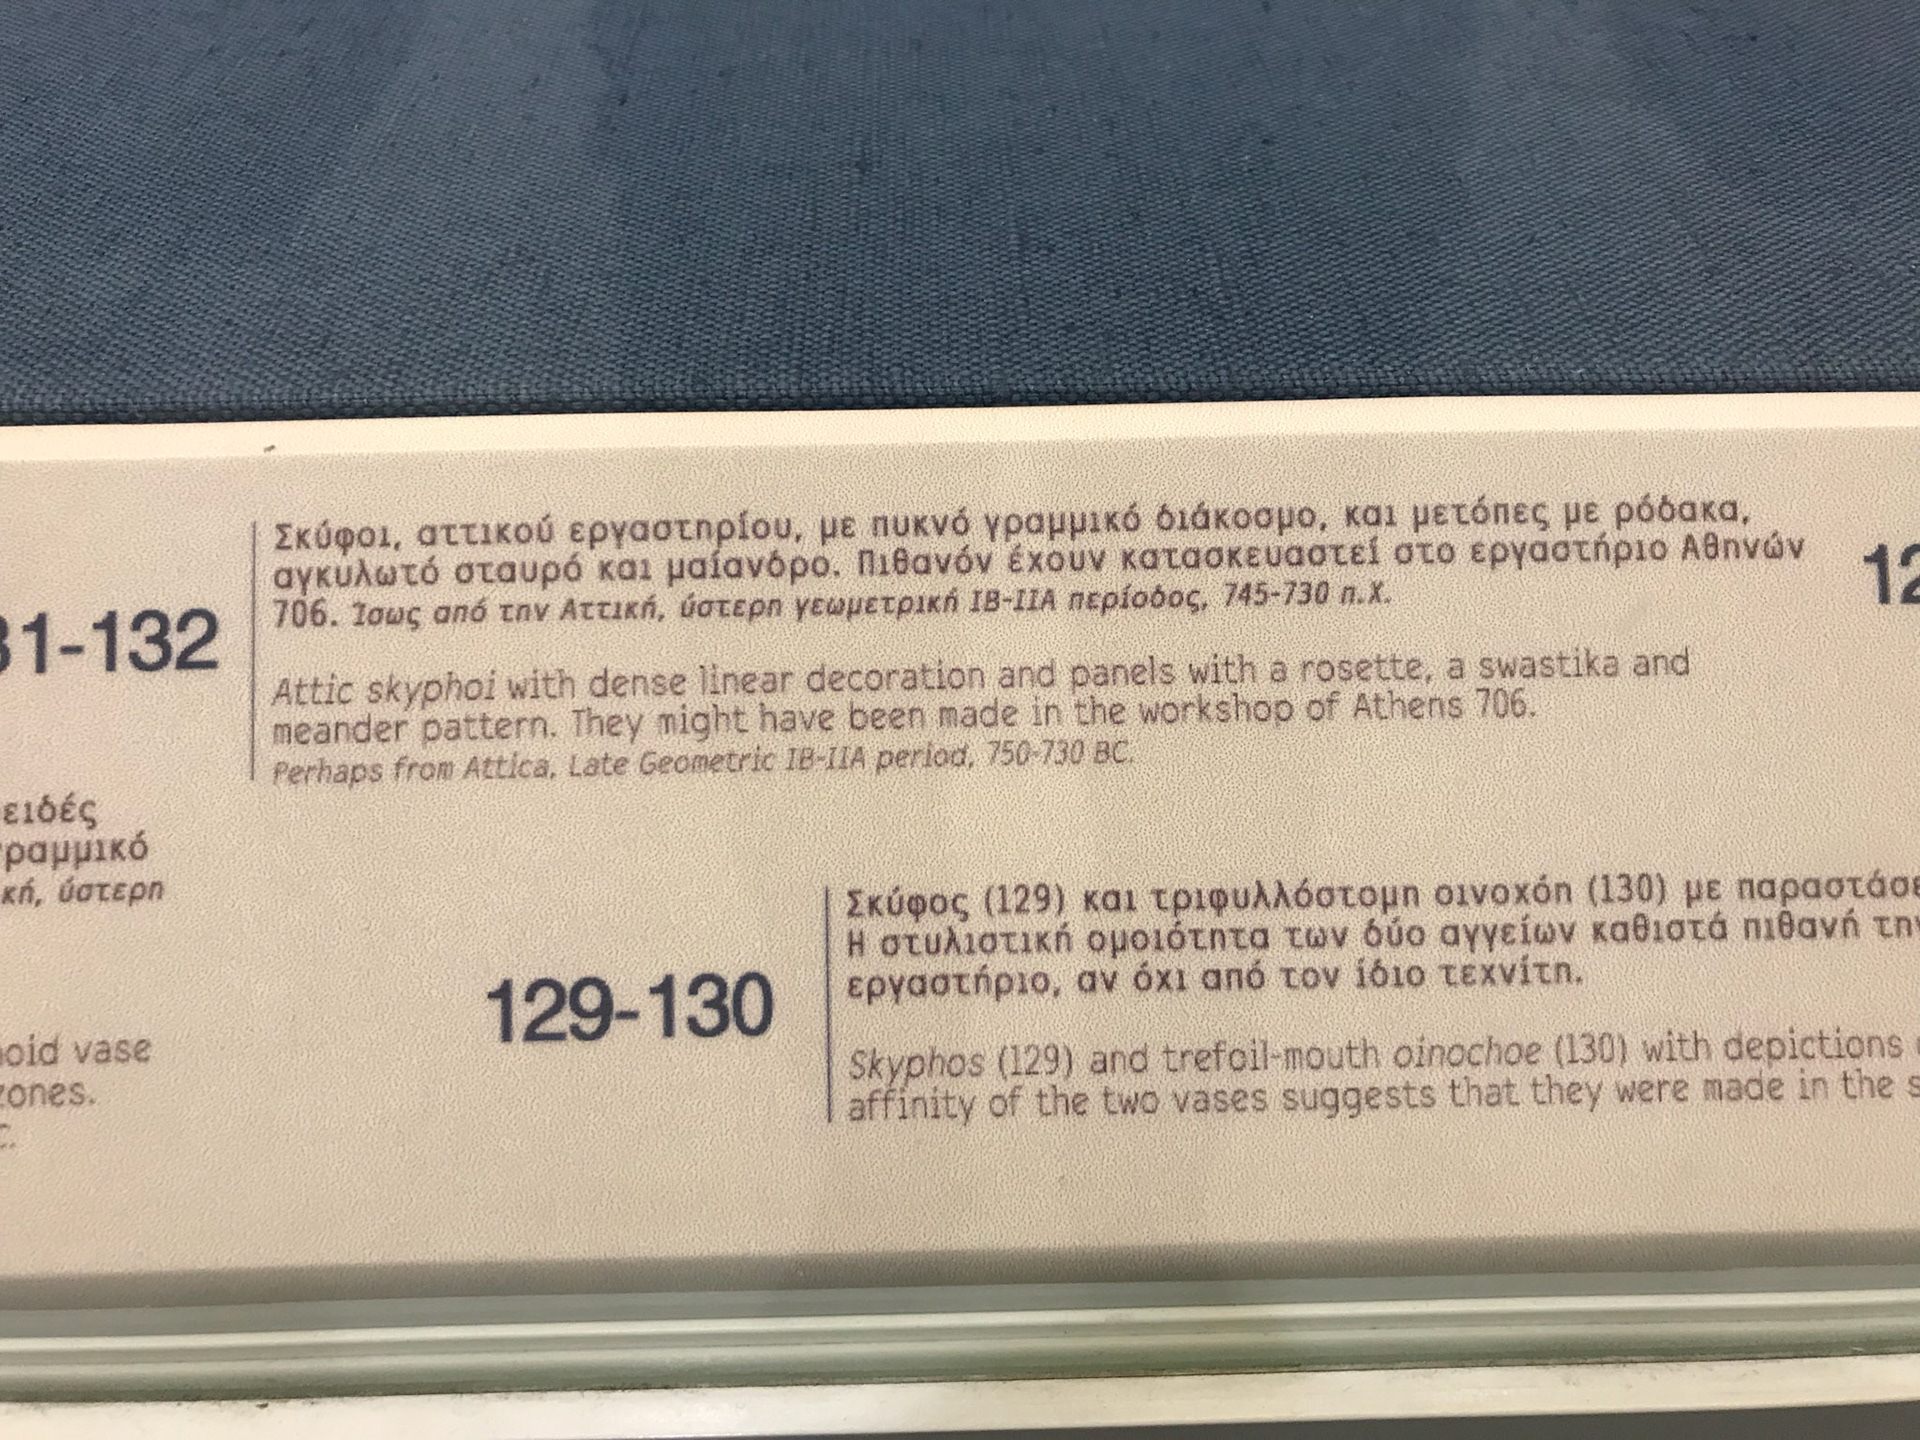 31-132
Σκύφοι, αττικού εργαστηρίου, με πυκνό γραμμικό διάκοσμο, και μετόπες με ρόδακα,
αγκυλωτό σταυρό και μαίανδρο. Πιθανόν έχουν κατασκευαστεί στο εργαστήριο Αθηνών
706. Ίσως από την Αττική, ύστερη γεωμετρική ΙΒ-ΙΙΑ περίοδος, 745-730 π.Χ.
Attic skyphoi with dense linear decoration and panels with a rosette, a swastika and
meander pattern. They might have been made in the workshop of Athens 706.
Perhaps from Attica, Late Geometric IB-IIA period, 750-730 BC.
12
ειδές
γραμμικό
κή, ύστερη
noid vase
zones.
C.
129-130
Σκύφος (129) και τριφυλλόστομη οινοχόη (130) με παραστάσε
Η στυλιστική ομοιότητα των δύο αγγείων καθιστά πιθανή την
εργαστήριο, αν όχι από τον ίδιο τεχνίτη.
Skyphos (129) and trefoil-mouth oinochoe (130) with depictions
affinity of the two vases suggests that they were made in the s